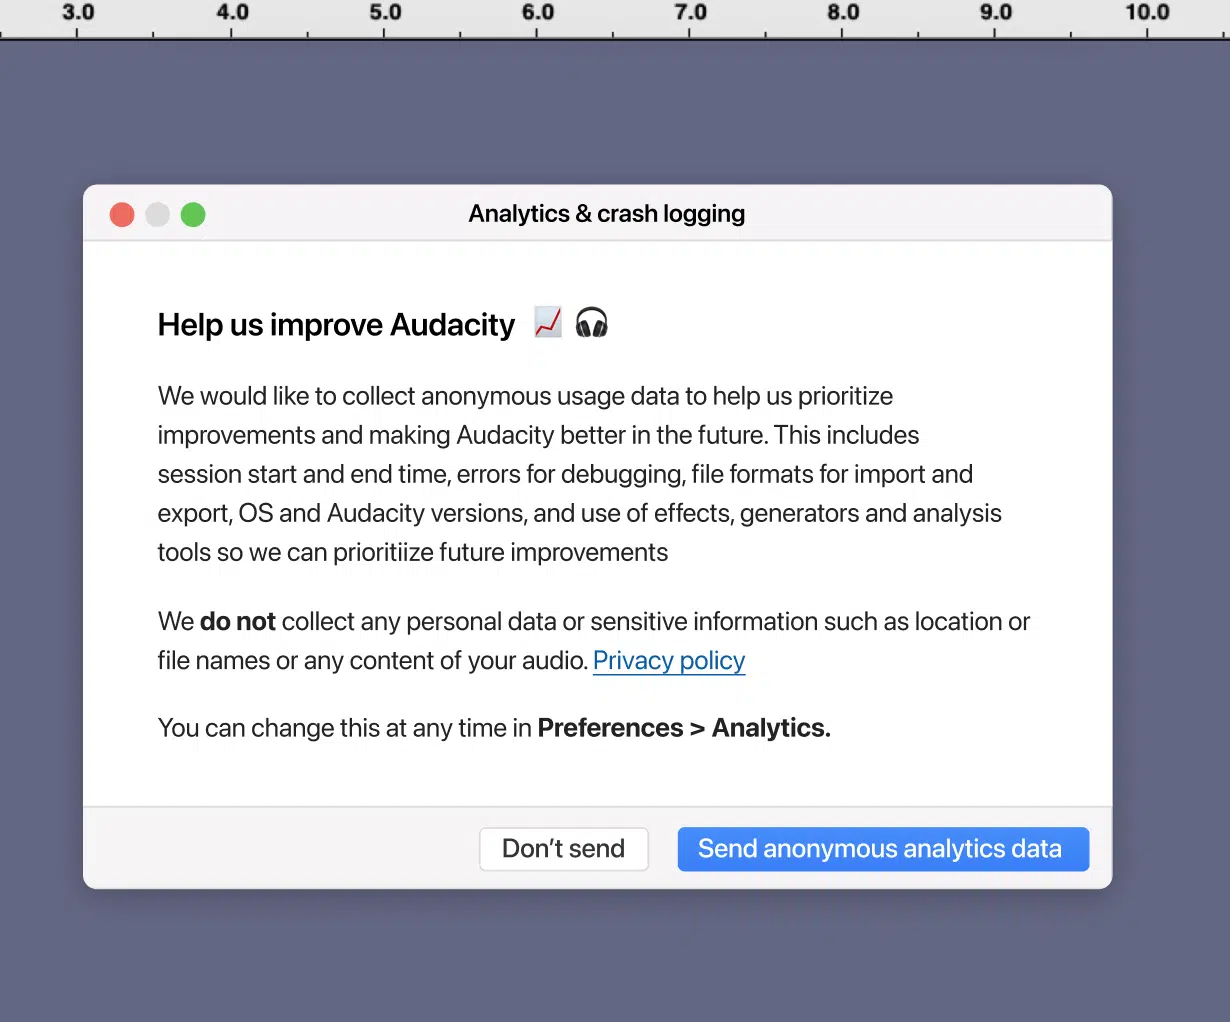 3.0 4.0 5.0 6.0 7.0 8.0 9.0 10.0
Analytics & crash logging
Help us improve Audacity 📈 🎧
We would like to collect anonymous usage data to help us prioritize
improvements and making Audacity better in the future. This includes
session start and end time, errors for debugging, file formats for import and
export, OS and Audacity versions, and use of effects, generators and analysis
tools so we can prioritiize future improvements
We do not collect any personal data or sensitive information such as location or
file names or any content of your audio. Privacy policy
You can change this at any time in Preferences > Analytics.
Don’t send
Send anonymous analytics data